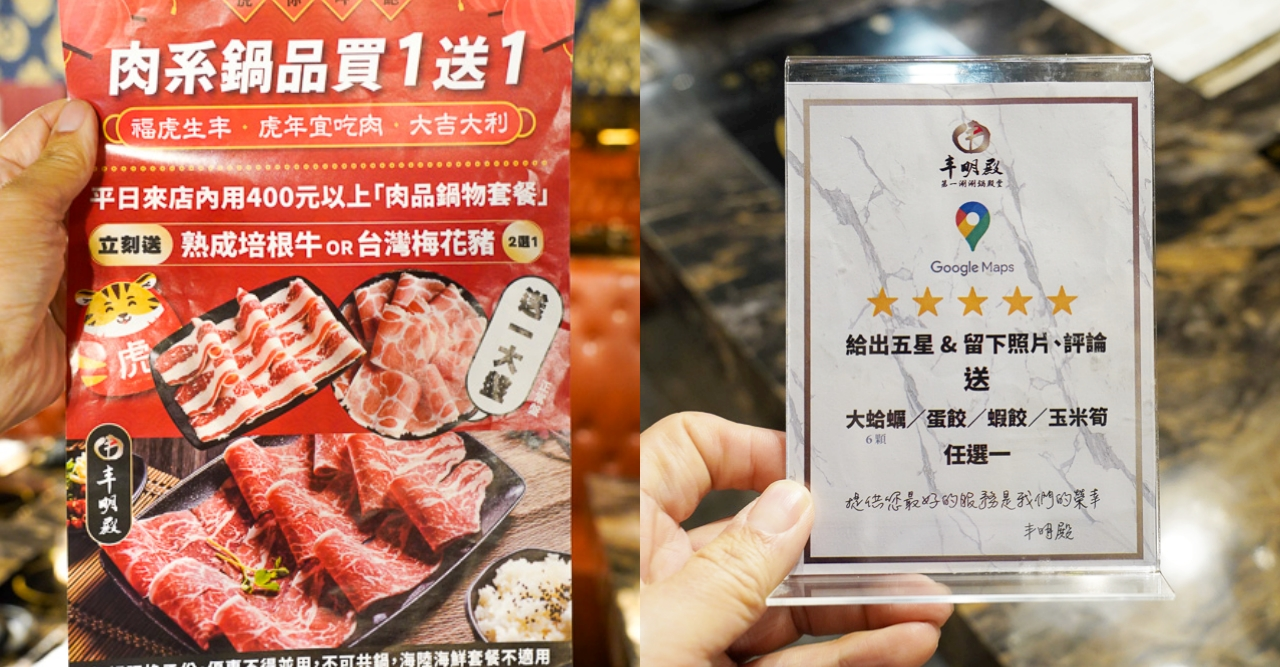 肉系鍋品買1送1
福虎生丰・虎年宜吃肉・大吉大利
平日來店內用400元以上「肉品鍋物套餐」
立刻送 熟成培根牛OR台灣梅花豬 2選1
送一大盤
虎
丰明殿
優惠不得並用,不可共鍋,海陸海鮮套餐不適用
丰明殿
第一涮涮鍋殿堂
Google Maps
給出五星 & 留下照片、評論
送
大蛤蠣/蛋餃/蝦餃/玉米筍
6顆
任選一
提供您最好的服務是我們的榮丰
丰明殿